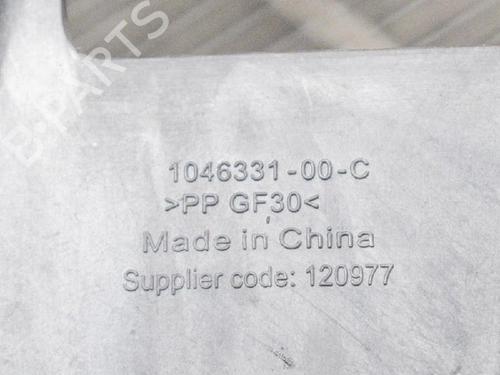 B-PARTS
1046331-00-C
>PP GF30<
Made in China
Supplier code: 120977